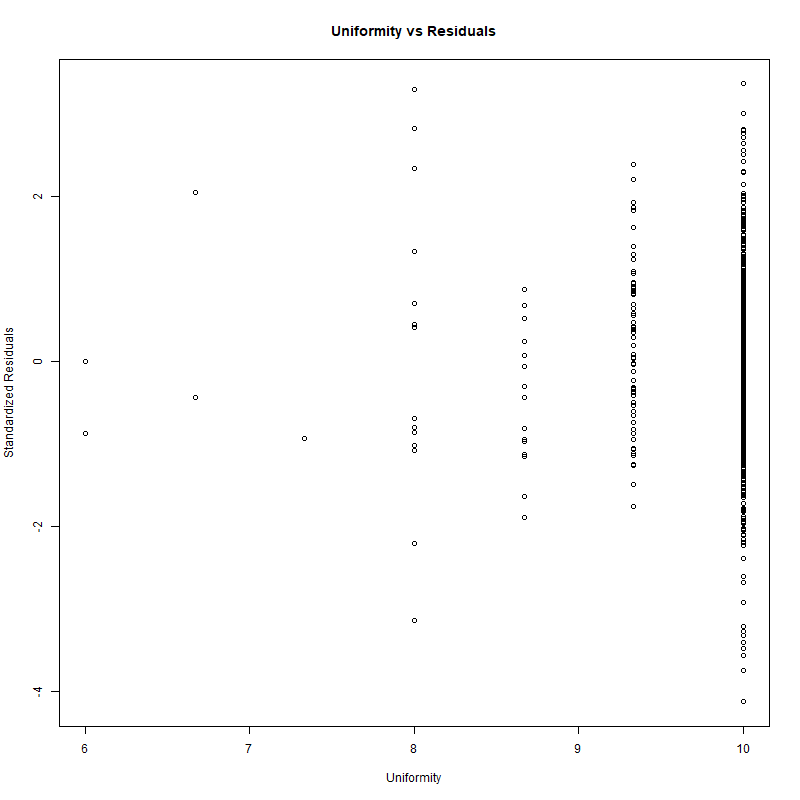 Uniformity vs Residuals
Standardized Residuals
2
0
-2
-4
6 7 8 9 10
Uniformity